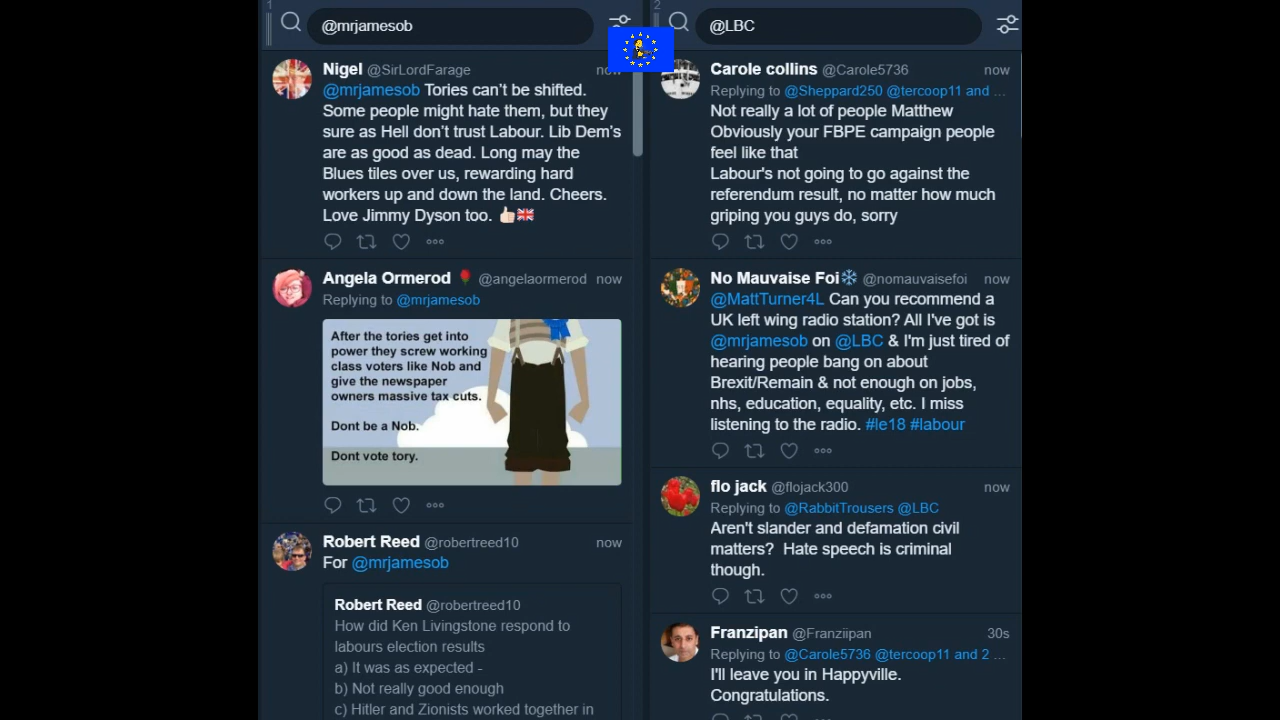 1
@mrjamesob
Nigel @SirLordFarage now
@mrjamesob Tories can’t be shifted.
Some people might hate them, but they
sure as Hell don’t trust Labour. Lib Dem’s
are as good as dead. Long may the
Blues tiles over us, rewarding hard
workers up and down the land. Cheers.
Love Jimmy Dyson too. 👍🏻🇬🇧
Angela Ormerod 🌹 @angelaormerod now
Replying to @mrjamesob
After the tories get into
power they screw working
class voters like Nob and
give the newspaper
owners massive tax cuts.
Dont be a Nob.
Dont vote tory.
Robert Reed @robertreed10 now
For @mrjamesob
Robert Reed @robertreed10
How did Ken Livingstone respond to
labours election results
a) It was as expected -
b) Not really good enough
c) Hitler and Zionists worked together in
2
@LBC
Carole collins @Carole5736 now
Replying to @Sheppard250 @tercoop11 and ...
Not really a lot of people Matthew
Obviously your FBPE campaign people
feel like that
Labour's not going to go against the
referendum result, no matter how much
griping you guys do, sorry
No Mauvaise Foi❄️ @nomauvaisefoi now
@MattTurner4L Can you recommend a
UK left wing radio station? All I've got is
@mrjamesob on @LBC & I'm just tired of
hearing people bang on about
Brexit/Remain & not enough on jobs,
nhs, education, equality, etc. I miss
listening to the radio. #le18 #labour
flo jack @flojack300 now
Replying to @RabbitTrousers @LBC
Aren't slander and defamation civil
matters? Hate speech is criminal
though.
Franzipan @Franziipan 30s
Replying to @Carole5736 @tercoop11 and 2 ...
I'll leave you in Happyville.
Congratulations.